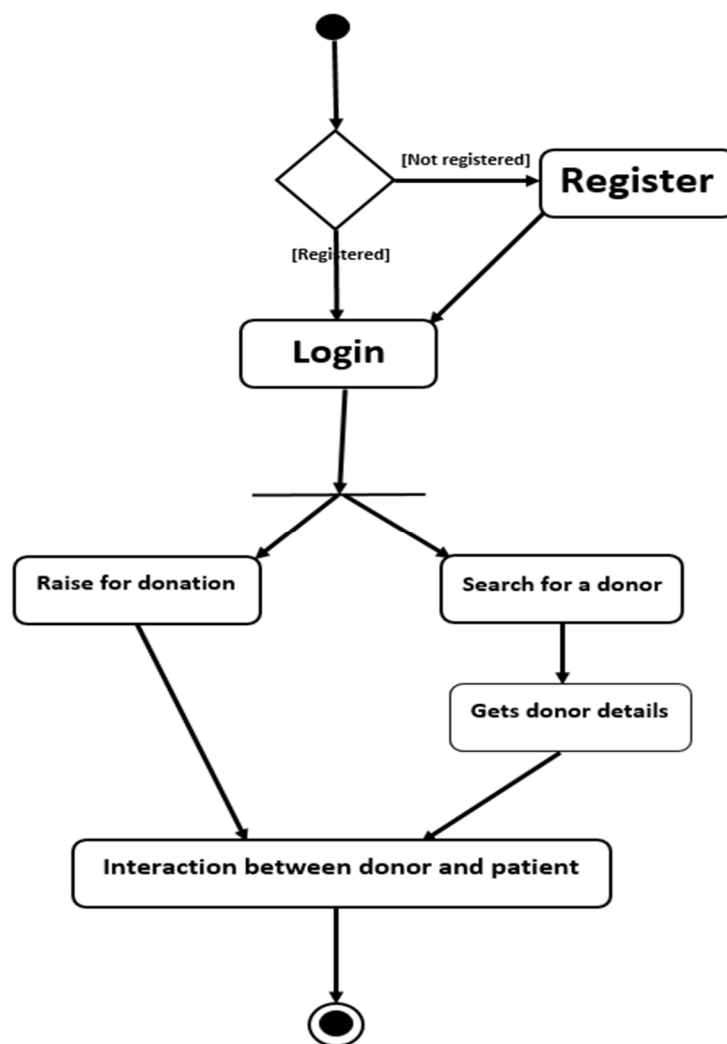 [Not registered]
Register
[Registered]
Login
Raise for donation
Search for a donor
Gets donor details
Interaction between donor and patient